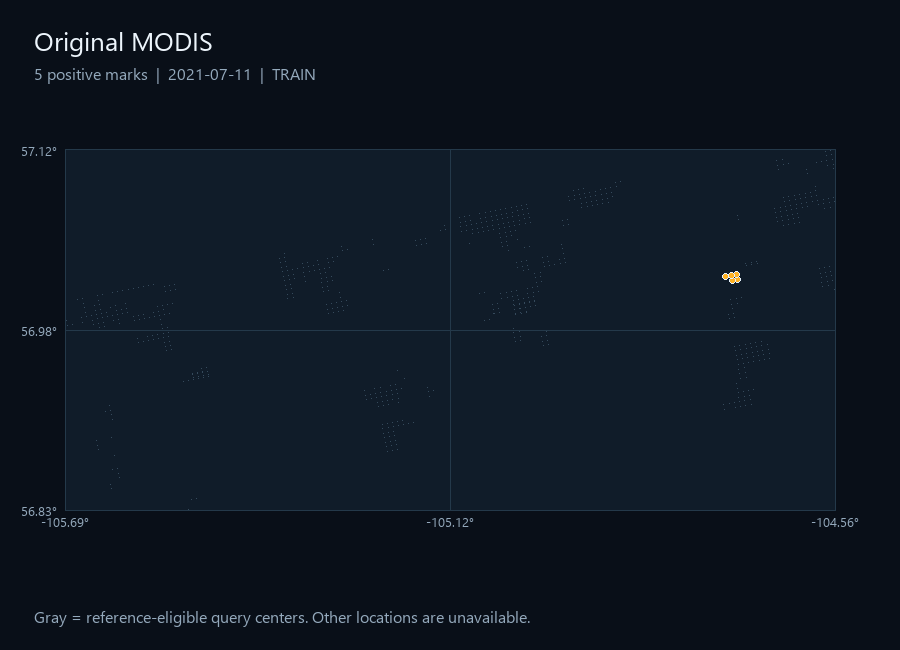 Original MODIS
5 positive marks | 2021-07-11 | TRAIN
57.12°
56.98°
56.83°
-105.69°
-105.12°
-104.56°
Gray = reference-eligible query centers. Other locations are unavailable.